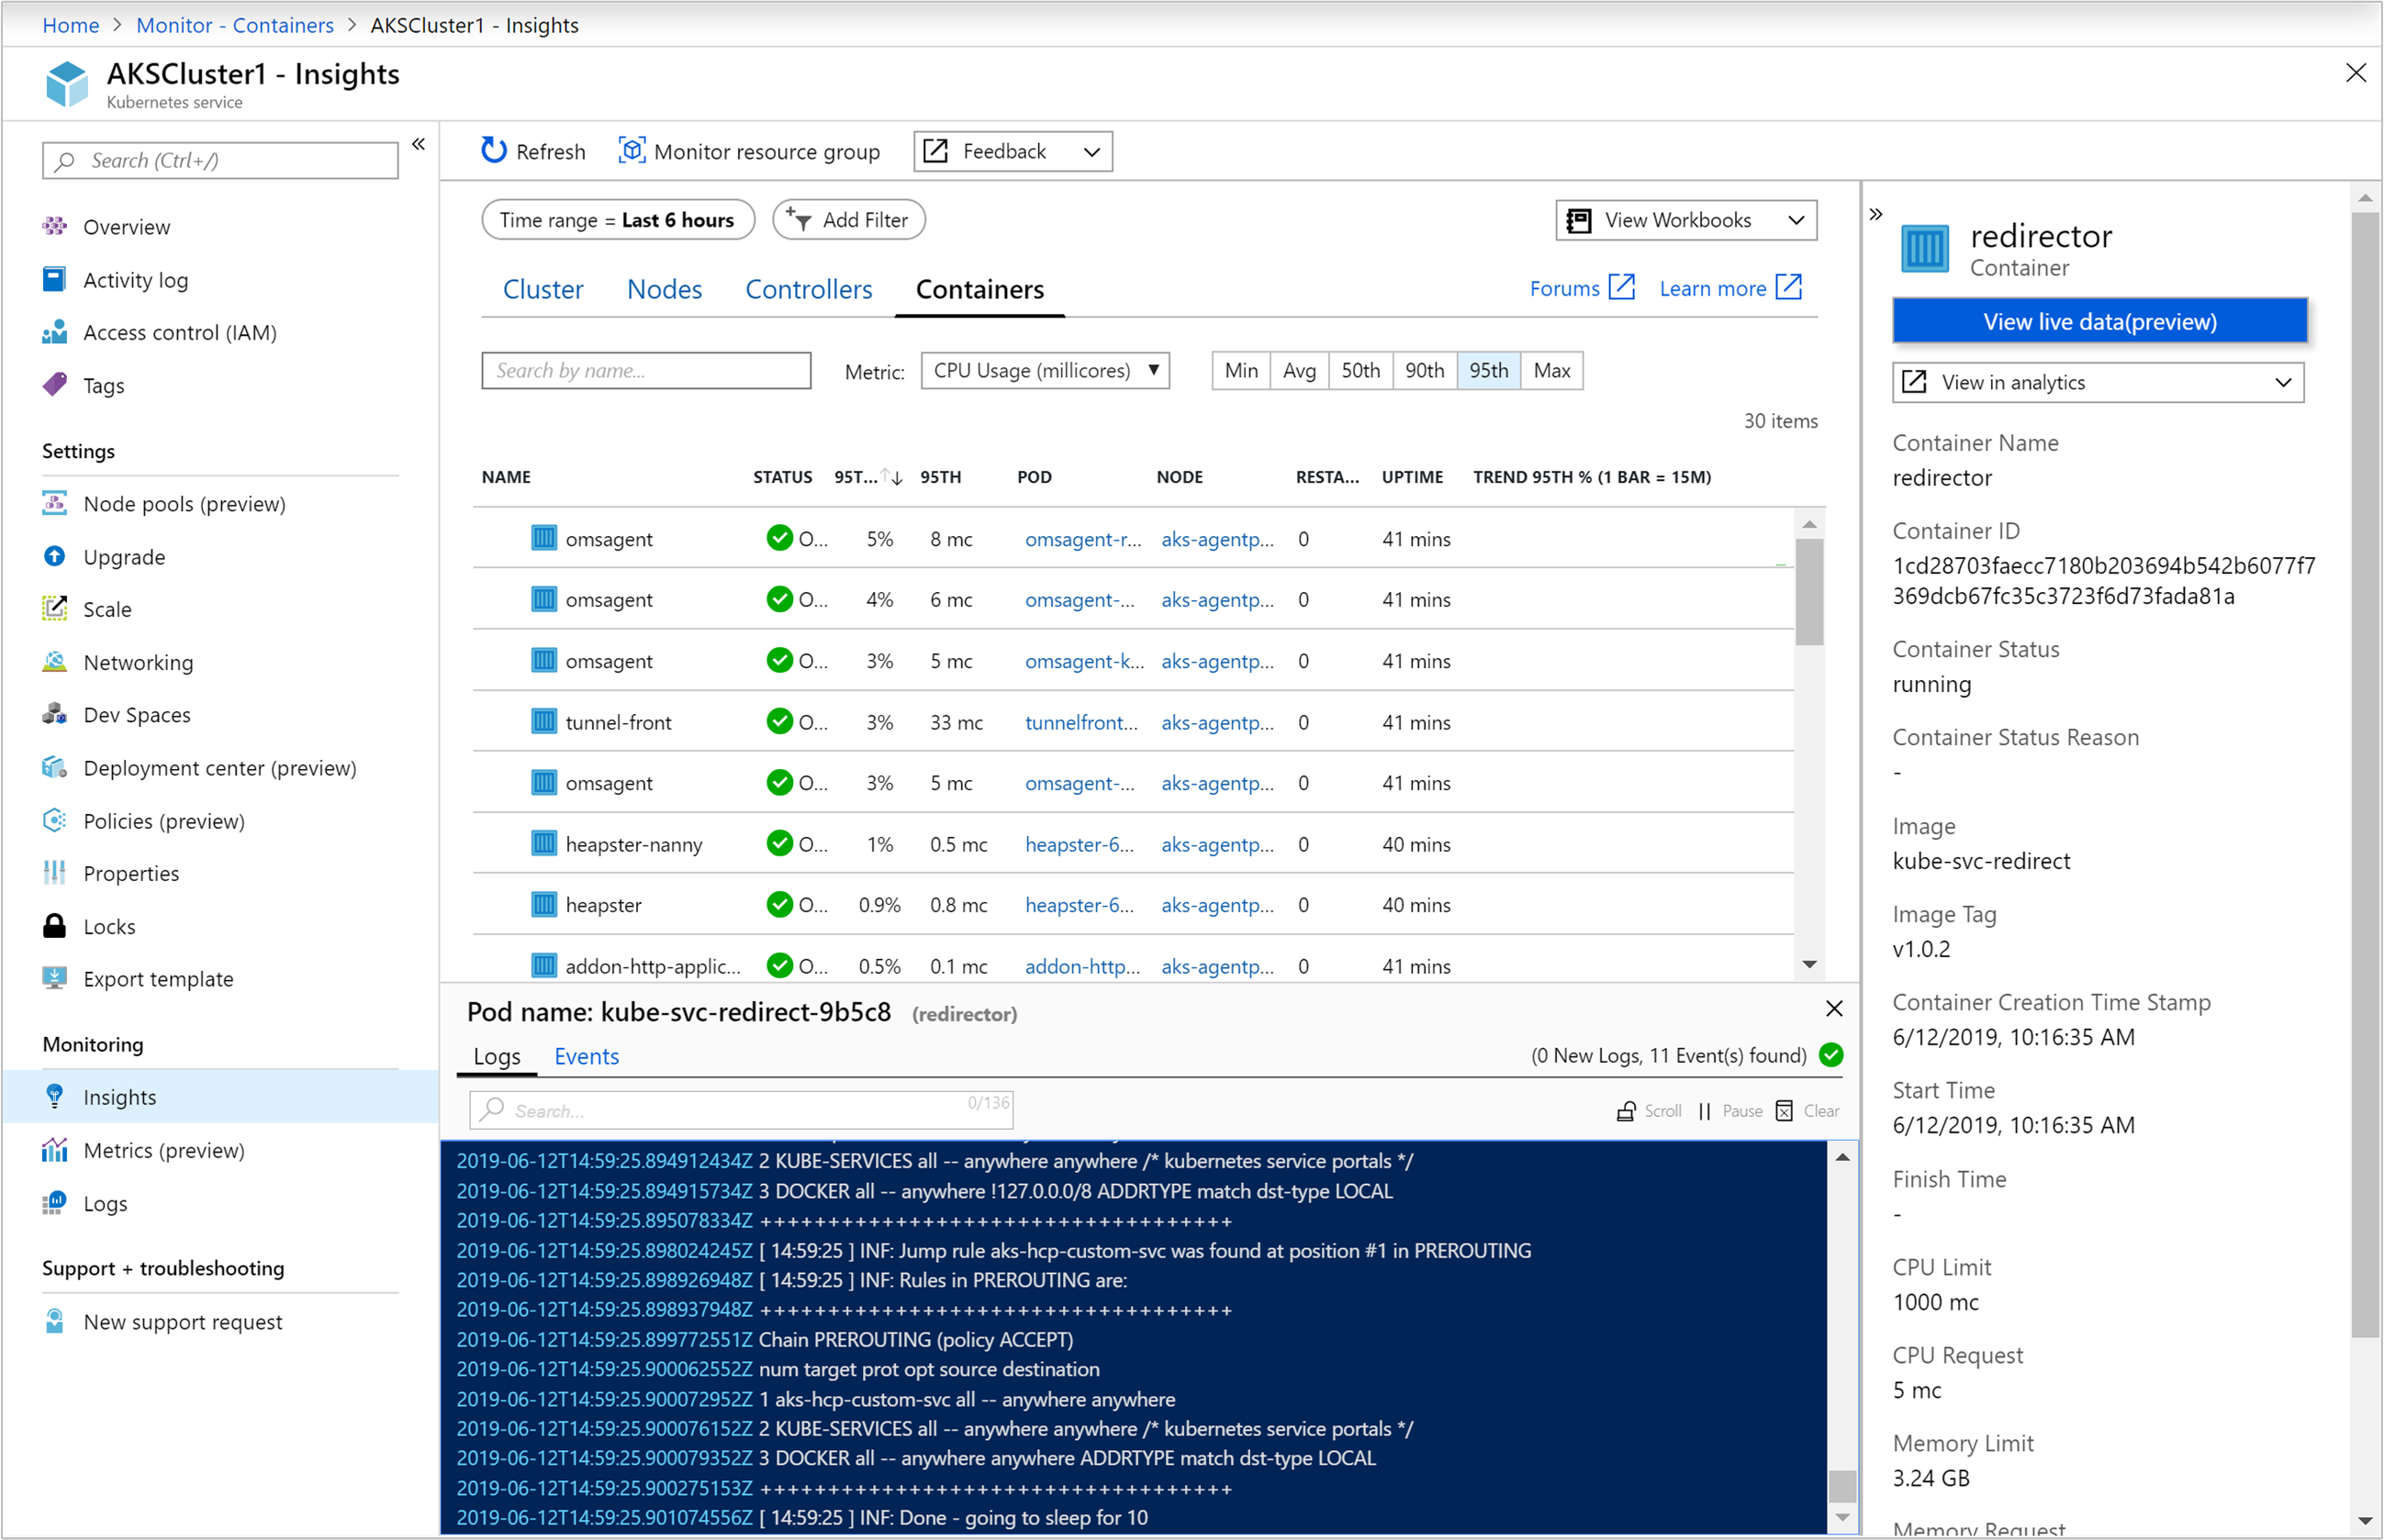 Home > Monitor - Containers > AKSCluster1 - Insights
AKSCluster1 - Insights
Kubernetes service
Search (Ctrl+/)
Overview
Activity log
Access control (IAM)
Tags
Settings
Node pools (preview)
Upgrade
Scale
Networking
Dev Spaces
Deployment center (preview)
Policies (preview)
Properties
Locks
Export template
Monitoring
Insights
Metrics (preview)
Logs
Support + troubleshooting
New support request
Refresh Monitor resource group Feedback
Time range = Last 6 hours Add Filter View Workbooks
Cluster Nodes Controllers Containers Forums Learn more
Search by name... Metric: CPU Usage (millicores) Min Avg 50th 90th 95th Max
30 items
NAME STATUS 95T... 95TH POD NODE RESTA... UPTIME TREND 95TH % (1 BAR = 15M)
omsagent O... 5% 8 mc omsagent-r... aks-agentp... 0 41 mins
omsagent O... 4% 6 mc omsagent-... aks-agentp... 0 41 mins
omsagent O... 3% 5 mc omsagent-k... aks-agentp... 0 41 mins
tunnel-front O... 3% 33 mc tunnelfront... aks-agentp... 0 41 mins
omsagent O... 3% 5 mc omsagent-... aks-agentp... 0 41 mins
heapster-nanny O... 1% 0.5 mc heapster-6... aks-agentp... 0 40 mins
heapster O... 0.9% 0.8 mc heapster-6... aks-agentp... 0 40 mins
addon-http-applic... O... 0.5% 0.1 mc addon-http... aks-agentp... 0 41 mins
Pod name: kube-svc-redirect-9b5c8 (redirector)
Logs Events (0 New Logs, 11 Event(s) found)
Search... 0/136 Scroll Pause Clear
2019-06-12T14:59:25.894912434Z 2 KUBE-SERVICES all -- anywhere anywhere /* kubernetes service portals */
2019-06-12T14:59:25.894915734Z 3 DOCKER all -- anywhere !127.0.0.0/8 ADDRTYPE match dst-type LOCAL
2019-06-12T14:59:25.895078334Z +++++++++++++++++++++++++++++++++++
2019-06-12T14:59:25.898024245Z [ 14:59:25 ] INF: Jump rule aks-hcp-custom-svc was found at position #1 in PREROUTING
2019-06-12T14:59:25.898926948Z [ 14:59:25 ] INF: Rules in PREROUTING are:
2019-06-12T14:59:25.898937948Z +++++++++++++++++++++++++++++++++++
2019-06-12T14:59:25.899772551Z Chain PREROUTING (policy ACCEPT)
2019-06-12T14:59:25.900062552Z num target prot opt source destination
2019-06-12T14:59:25.900072952Z 1 aks-hcp-custom-svc all -- anywhere anywhere
2019-06-12T14:59:25.900076152Z 2 KUBE-SERVICES all -- anywhere anywhere /* kubernetes service portals */
2019-06-12T14:59:25.900079352Z 3 DOCKER all -- anywhere anywhere ADDRTYPE match dst-type LOCAL
2019-06-12T14:59:25.900275153Z +++++++++++++++++++++++++++++++++++
2019-06-12T14:59:25.901074556Z [ 14:59:25 ] INF: Done - going to sleep for 10
redirector
Container
View live data(preview)
View in analytics
Container Name
redirector
Container ID
1cd28703faecc7180b203694b542b6077f7
369dcb67fc35c3723f6d73fada81a
Container Status
running
Container Status Reason
-
Image
kube-svc-redirect
Image Tag
v1.0.2
Container Creation Time Stamp
6/12/2019, 10:16:35 AM
Start Time
6/12/2019, 10:16:35 AM
Finish Time
-
CPU Limit
1000 mc
CPU Request
5 mc
Memory Limit
3.24 GB
Memory Request